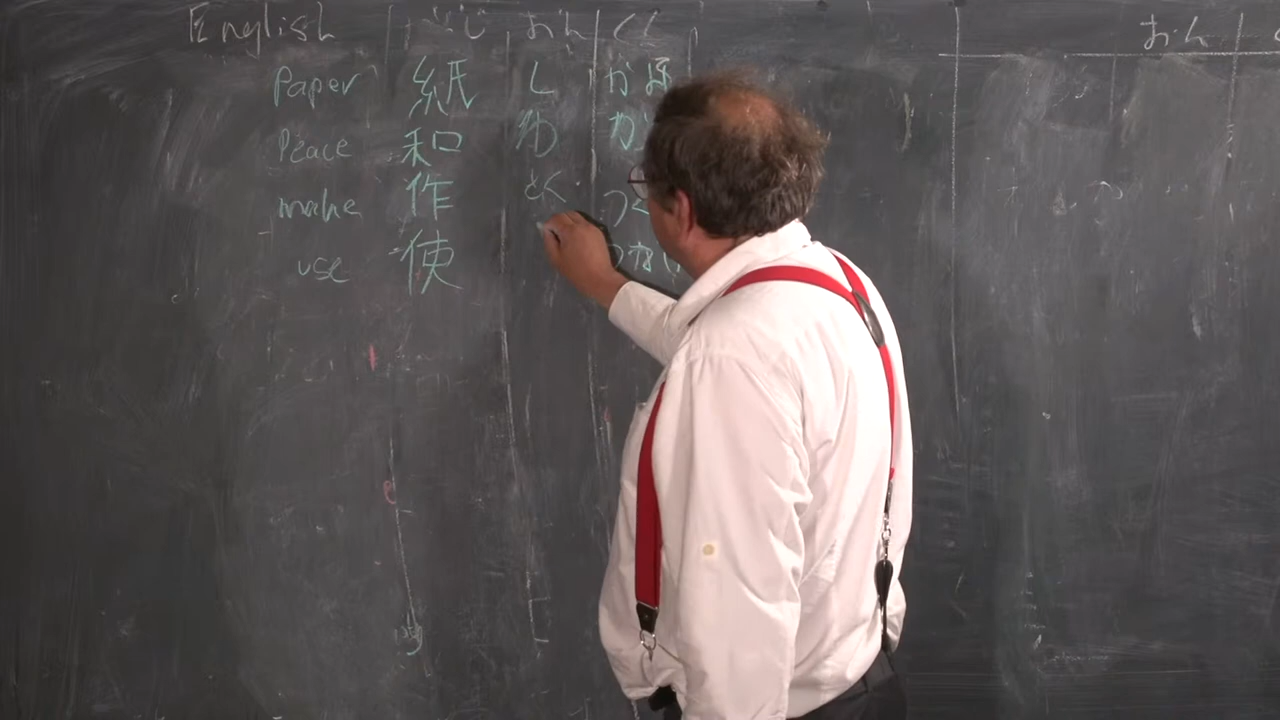 English おん くん おん
Paper 紙 し かみ
Peace 和 わ
make 作 さく つく
use 使